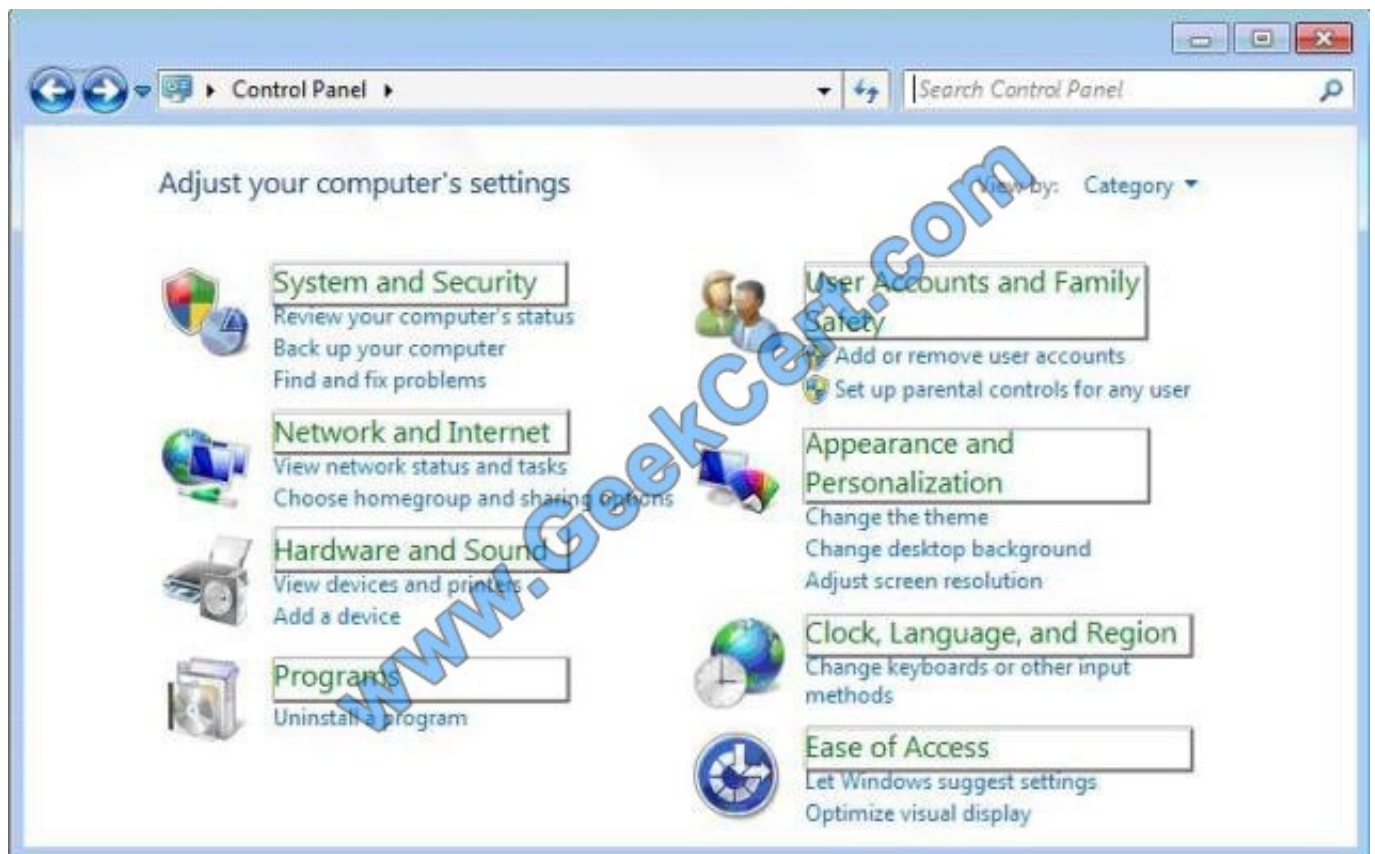 Control Panel
Search Control Panel
Adjust your computer's settings
View by: Category
System and Security
Review your computer's status
Back up your computer
Find and fix problems
Network and Internet
View network status and tasks
Choose homegroup and sharing options
Hardware and Sound
View devices and printers
Add a device
Programs
Uninstall a program
User Accounts and Family
Safety
Add or remove user accounts
Set up parental controls for any user
Appearance and
Personalization
Change the theme
Change desktop background
Adjust screen resolution
Clock, Language, and Region
Change keyboards or other input
methods
Ease of Access
Let Windows suggest settings
Optimize visual display
www.GeekCert.com